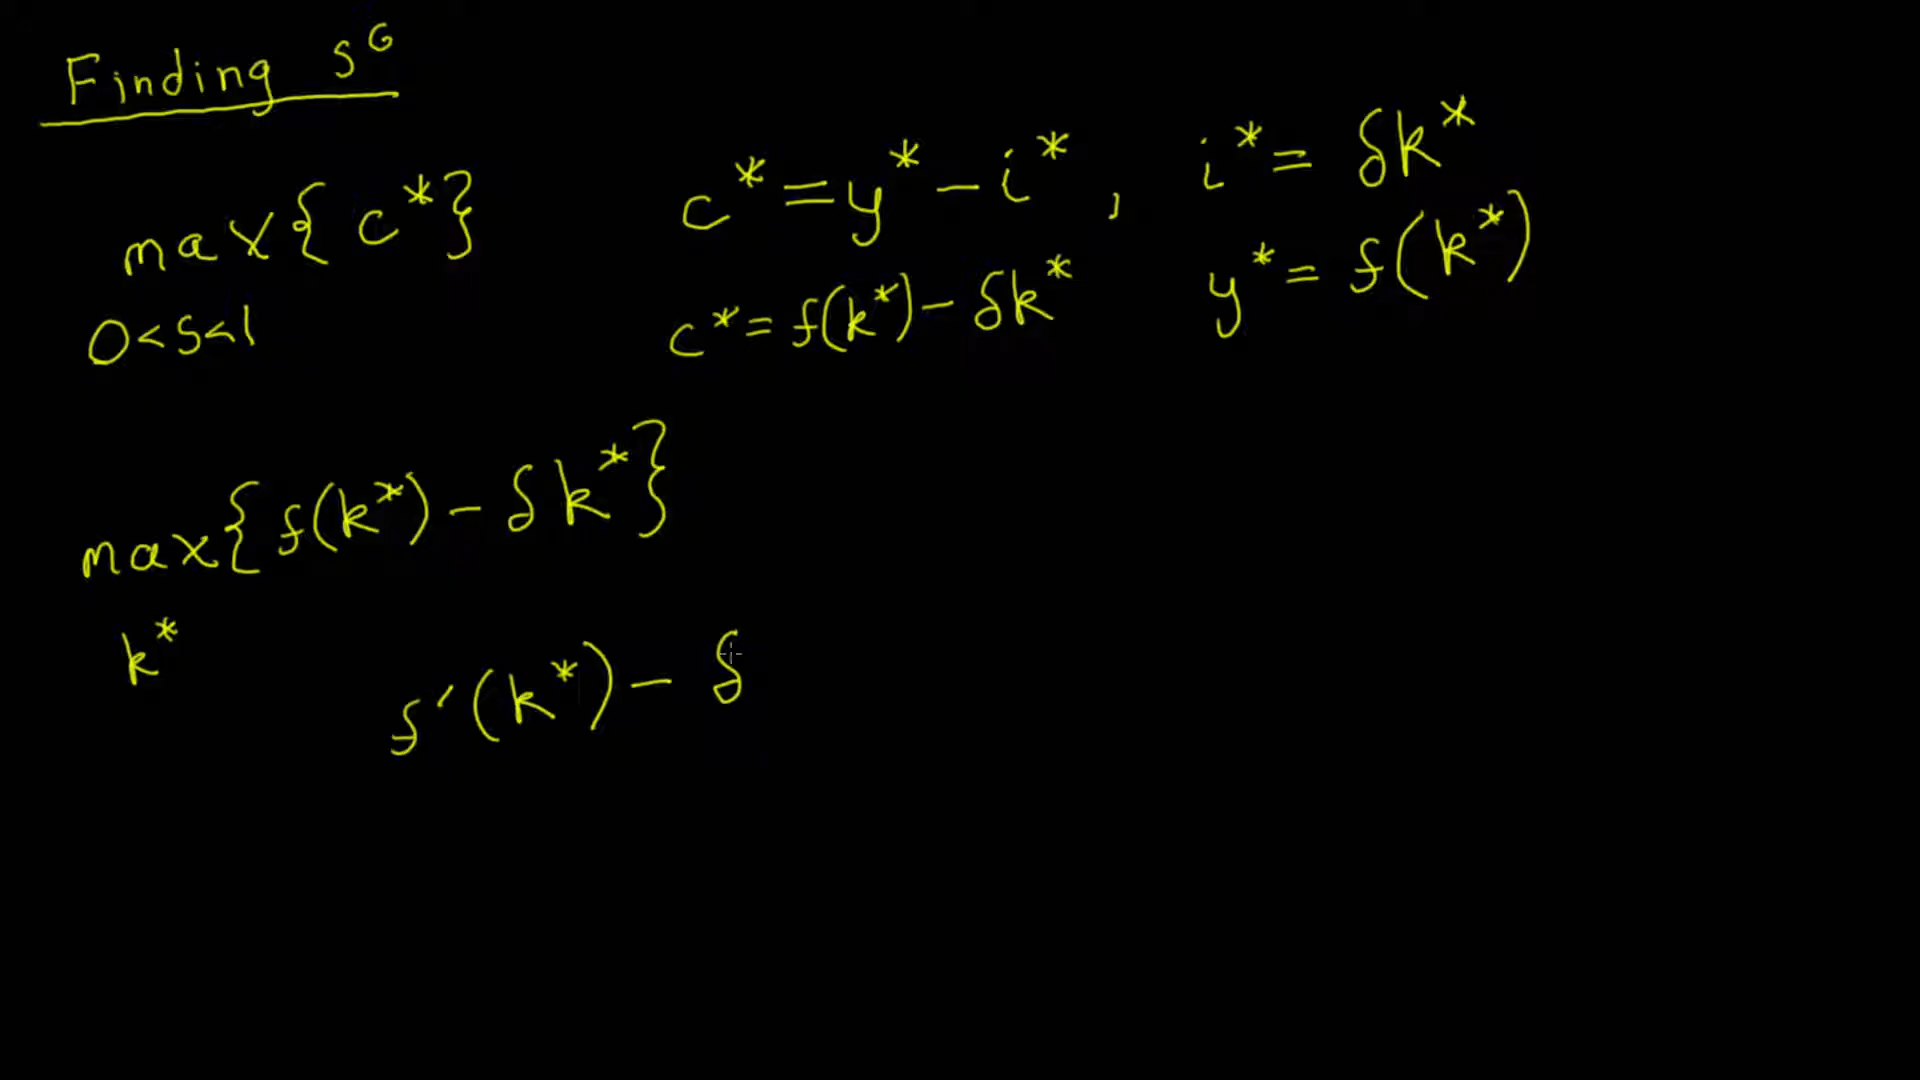 Finding s^G
max{ c* }
0<s<1
c* = y* - i* , i* = δk*
c* = f(k*) - δk*
y* = f(k*)
max{ f(k*) - δk* }
k*
f'(k*) - δ